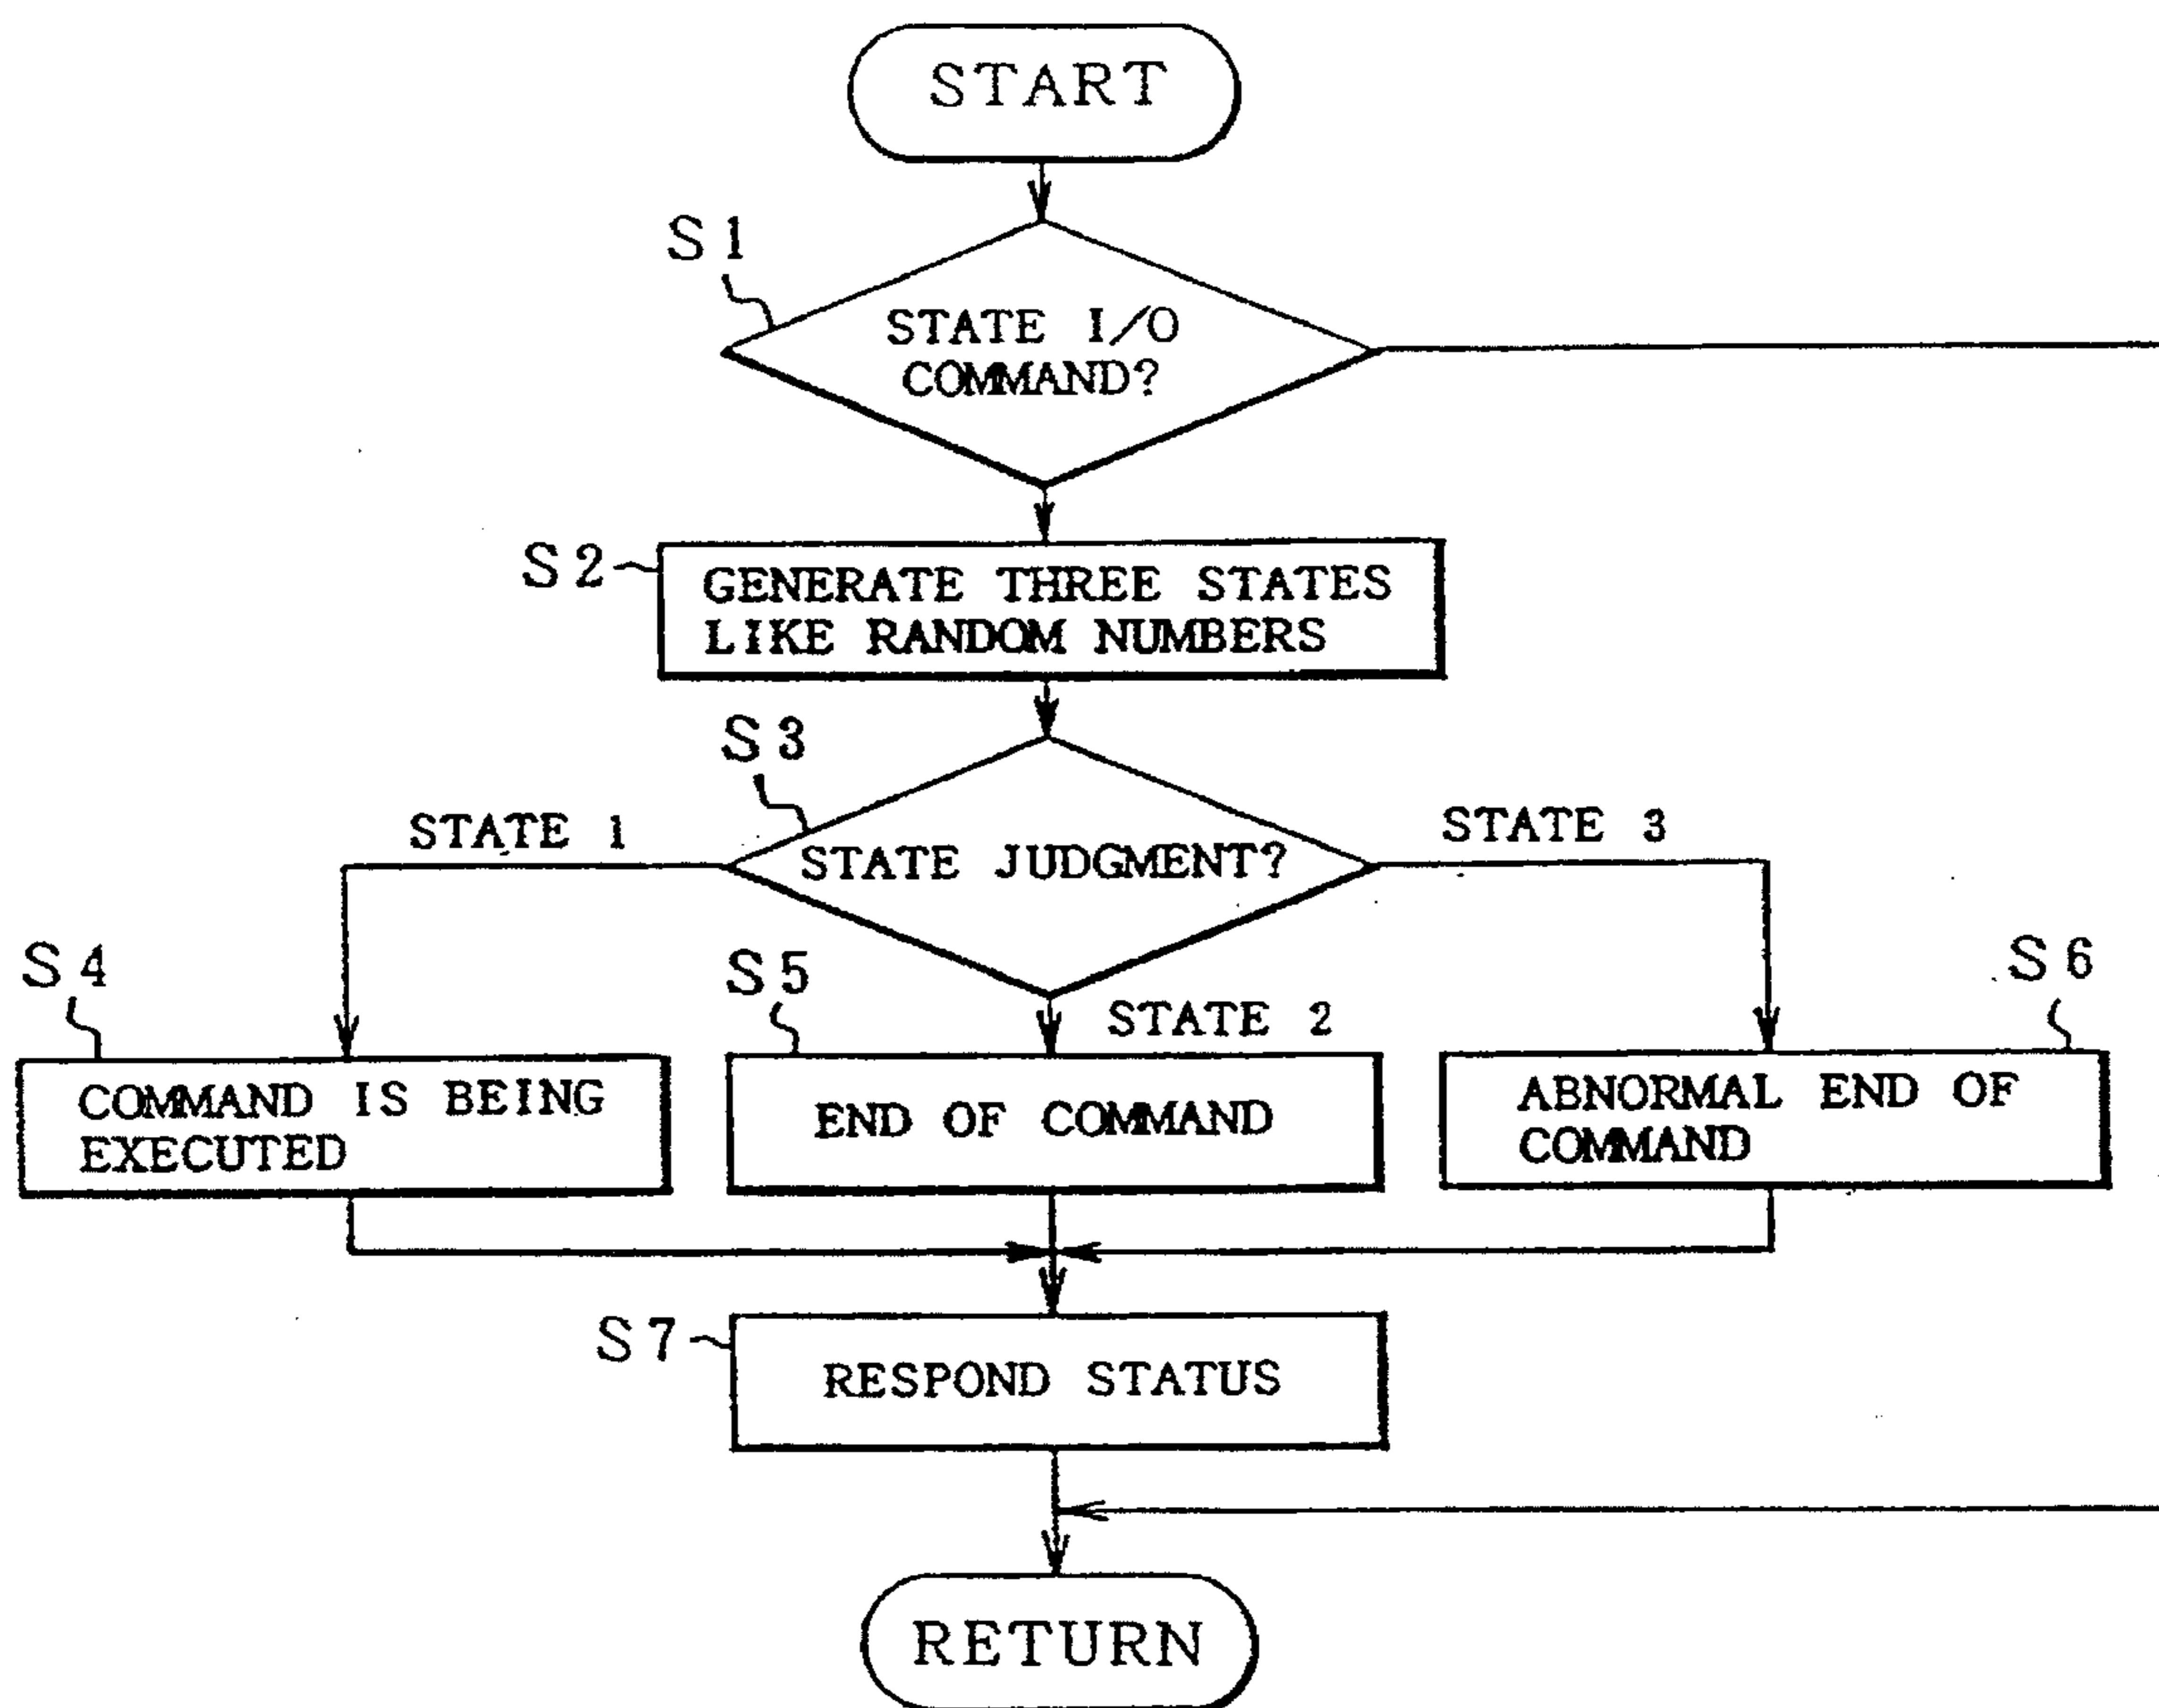 START
S1
STATE I/O
COMMAND?
S2
GENERATE THREE STATES
LIKE RANDOM NUMBERS
S3
STATE JUDGMENT?
STATE 1
STATE 3
S4
S5
STATE 2
S6
COMMAND IS BEING
EXECUTED
END OF COMMAND
ABNORMAL END OF
COMMAND
S7
RESPOND STATUS
RETURN